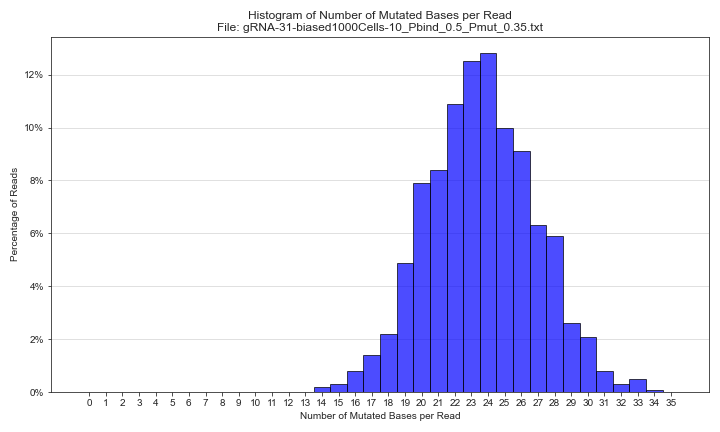 Histogram of Number of Mutated Bases per Read
File: gRNA-31-biased1000Cells-10_Pbind_0.5_Pmut_0.35.txt
12%
10%
8%
6%
4%
2%
0%
Percentage of Reads
0 1 2 3 4 5 6 7 8 9 10 11 12 13 14 15 16 17 18 19 20 21 22 23 24 25 26 27 28 29 30 31 32 33 34 35
Number of Mutated Bases per Read